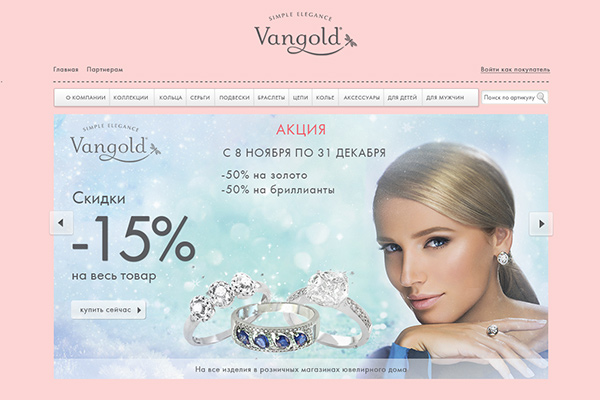 SIMPLE ELEGANCE
Vangold
Главная Партнерам
Войти как покупатель
О КОМПАНИИ КОЛЛЕКЦИИ КОЛЬЦА СЕРЬГИ ПОДВЕСКИ БРАСЛЕТЫ ЦЕПИ КОЛЬЕ АКСЕССУАРЫ ДЛЯ ДЕТЕЙ ДЛЯ МУЖЧИН
Поиск по артикулу
SIMPLE ELEGANCE
Vangold
АКЦИЯ
С 8 НОЯБРЯ ПО 31 ДЕКАБРЯ
-50% на золото
-50% на бриллианты
Скидки
-15%
на весь товар
купить сейчас
На все изделия в розничных магазинах ювелирного дома